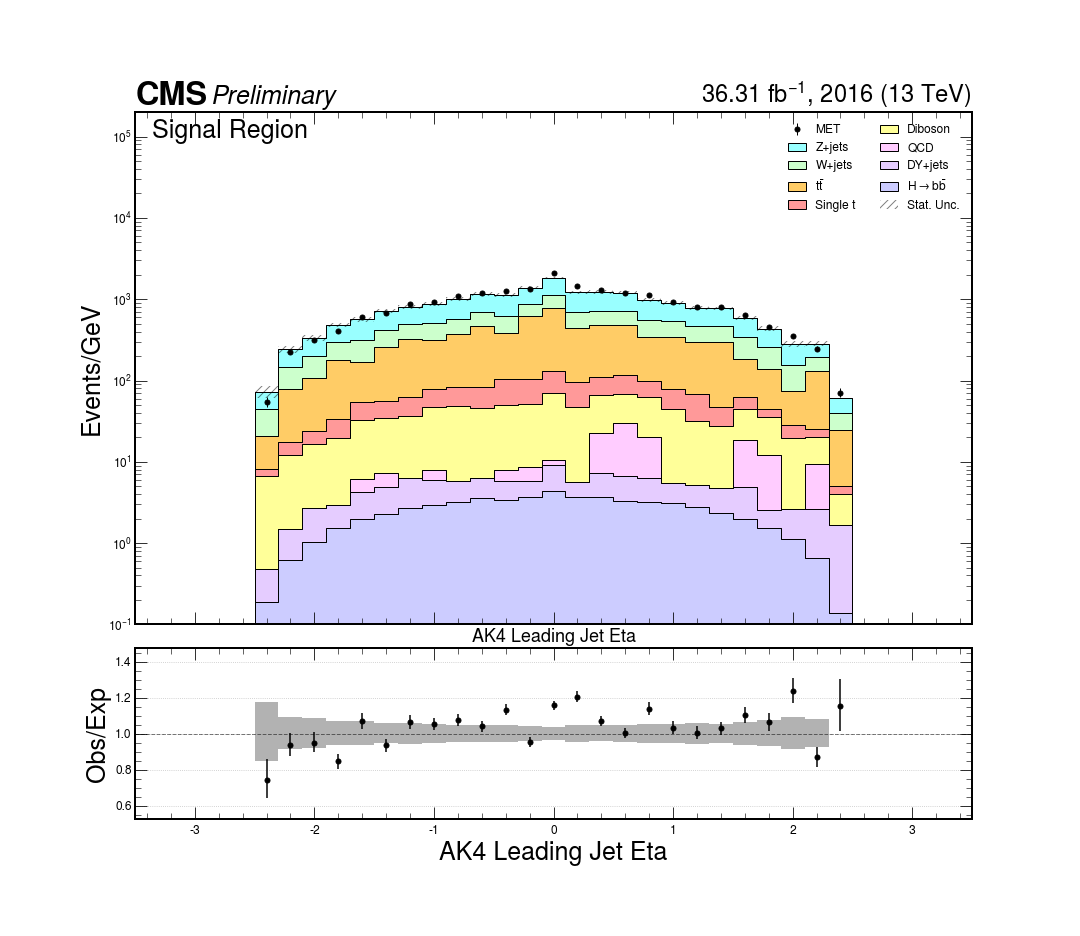 CMS Preliminary 36.31 fb⁻¹, 2016 (13 TeV)
Signal Region
MET
Z+jets
W+jets
tt̄
Single t
Diboson
QCD
DY+jets
H→bb̄
Stat. Unc.
Events/GeV
10⁵
10⁴
10³
10²
10¹
10⁰
10⁻¹
AK4 Leading Jet Eta
Obs/Exp
1.4
1.2
1.0
0.8
0.6
-3 -2 -1 0 1 2 3
AK4 Leading Jet Eta